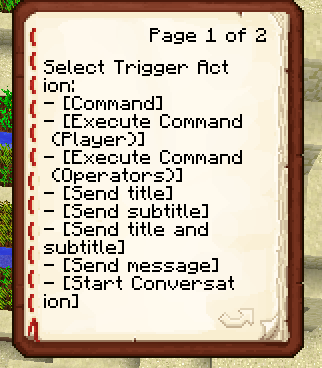 Page 1 of 2
Select Trigger Act
ion:
- [Command]
- [Execute Command
(Player)]
- [Execute Command
(Operators)]
- [Send title]
- [Send subtitle]
- [Send title and
subtitle]
- [Send message]
- [Start Conversat
ion]